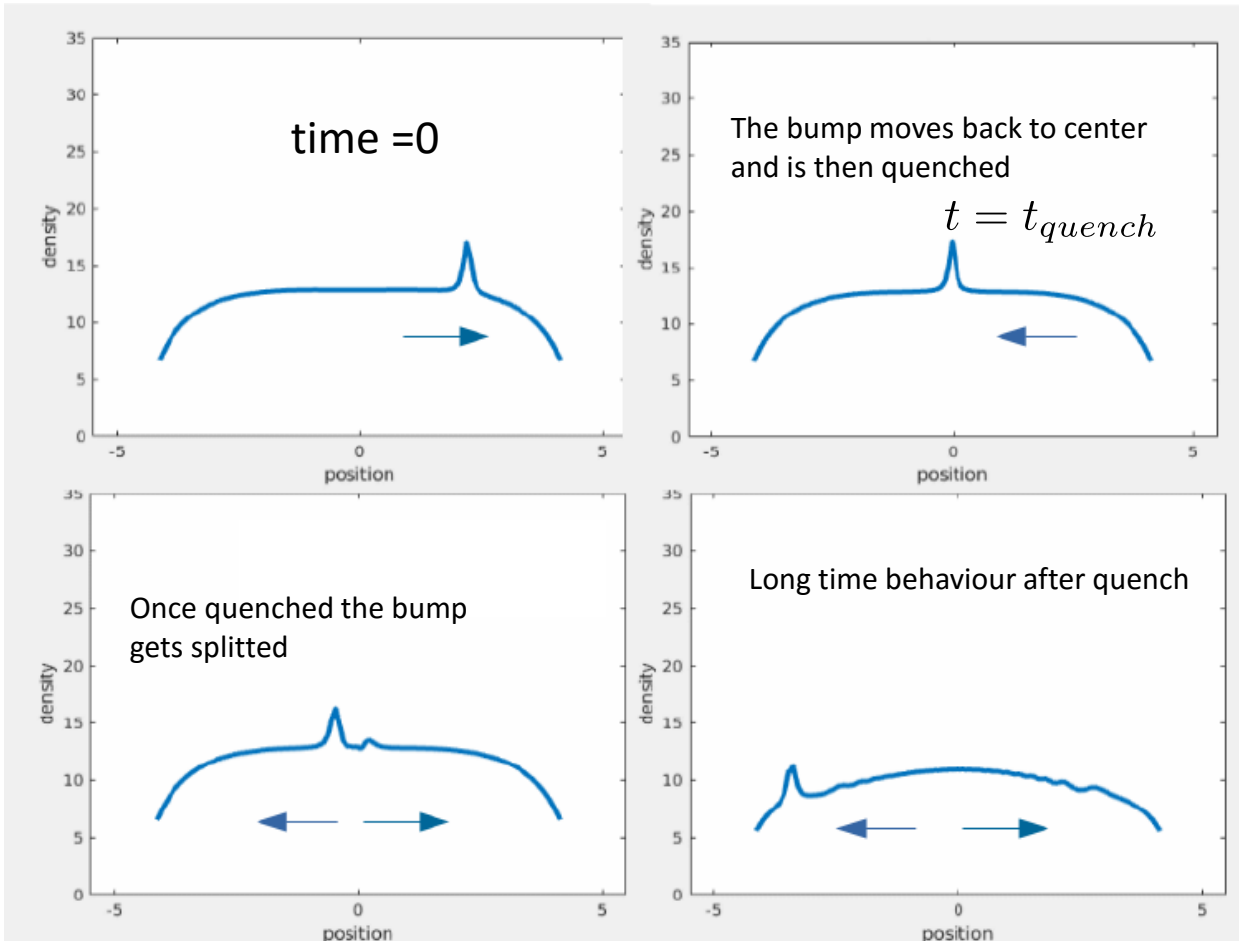 35
30
25
20
15
10
5
0
density
time =0
-5
0
5
position
35
30
25
20
15
10
5
0
density
The bump moves back to center
and is then quenched
t = t_{quench}
-5
0
5
position
35
30
25
20
15
10
5
0
density
Once quenched the bump
gets splitted
-5
0
5
position
35
30
25
20
15
10
5
0
density
Long time behaviour after quench
-5
0
5
position